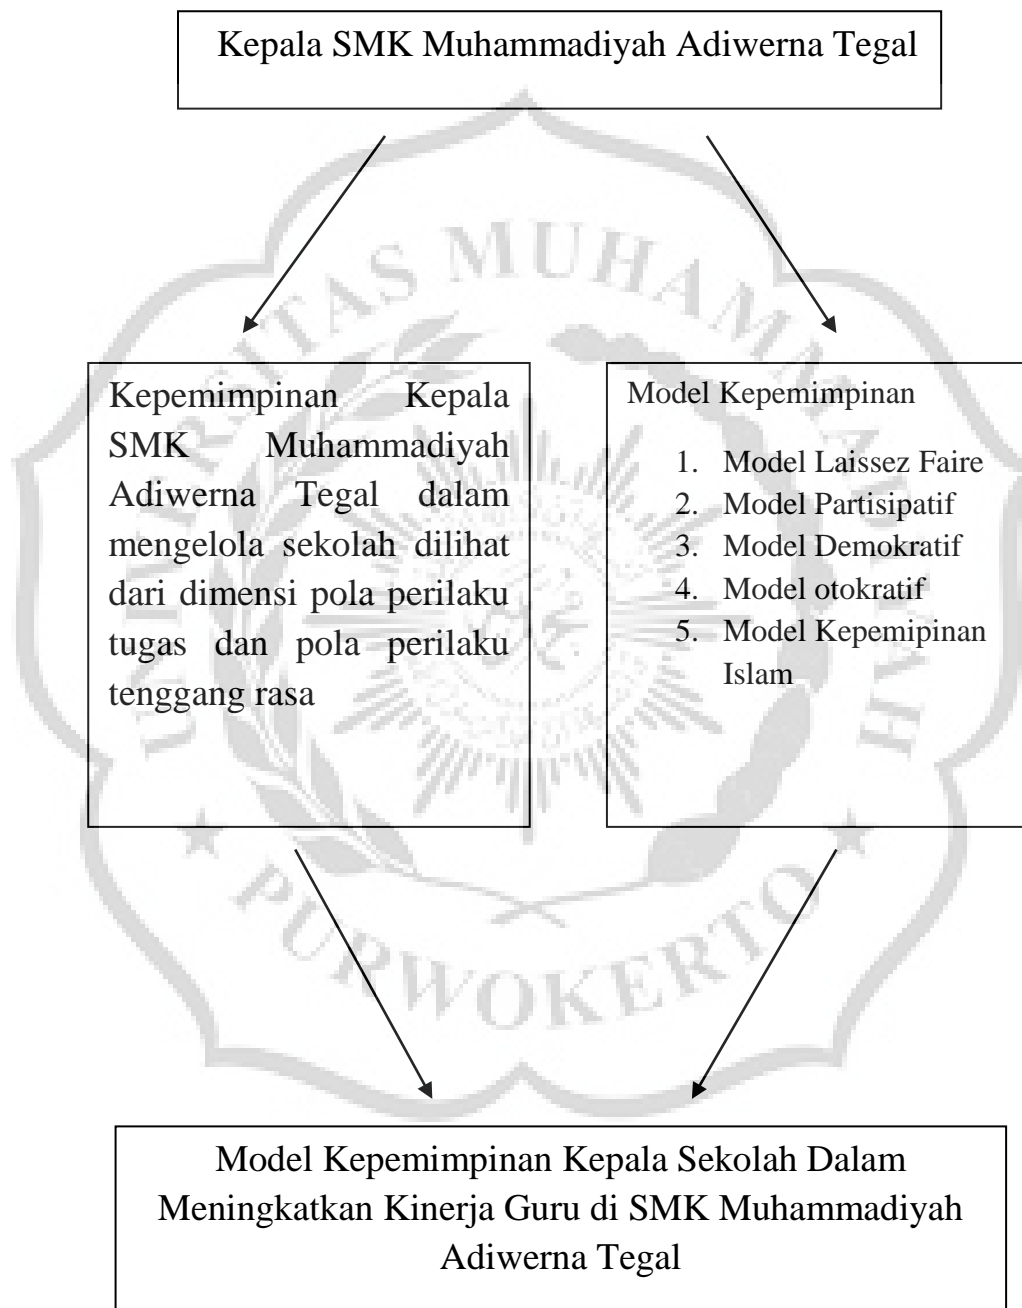 Kepala SMK Muhammadiyah Adiwerna Tegal
Kepemimpinan Kepala
SMK Muhammadiyah
Adiwerna Tegal dalam
mengelola sekolah dilihat
dari dimensi pola perilaku
tugas dan pola perilaku
tenggang rasa
Model Kepemimpinan
1. Model Laissez Faire
2. Model Partisipatif
3. Model Demokratif
4. Model otokratif
5. Model Kepemipinan
Islam
Model Kepemimpinan Kepala Sekolah Dalam
Meningkatkan Kinerja Guru di SMK Muhammadiyah
Adiwerna Tegal
UNIVERSITAS MUHAMMADIYAH
PURWOKERTO